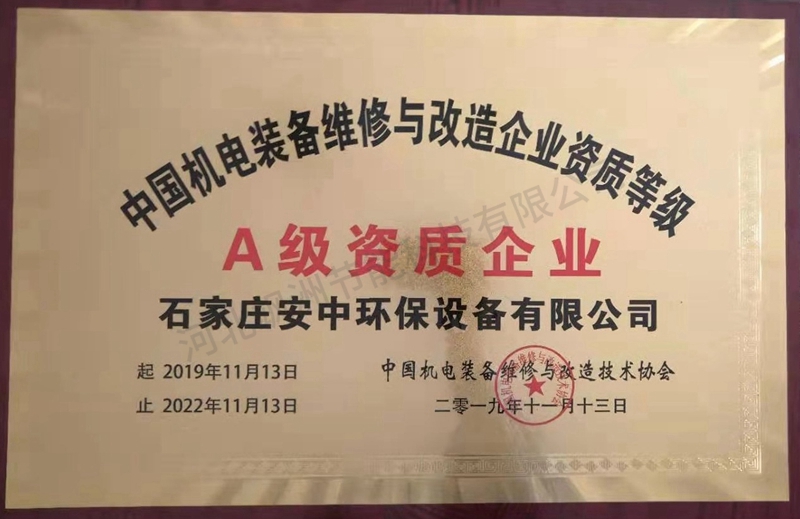 中国机电装备维修与改造企业资质等级
A级资质企业
石家庄安中环保设备有限公司
起 2019年11月13日
止 2022年11月13日
中国机电装备维修与改造技术协会
二零一九年十一月十三日